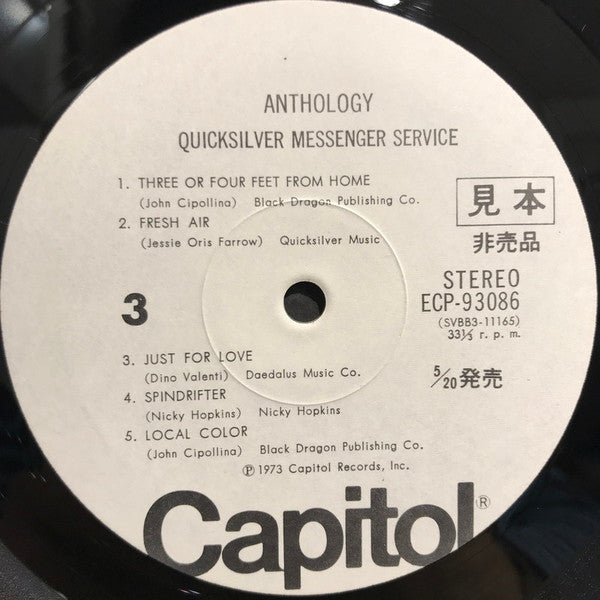 ANTHOLOGY
QUICKSILVER MESSENGER SERVICE
1. THREE OR FOUR FEET FROM HOME
(John Cipollina) Black Dragon Publishing Co.
2. FRESH AIR
(Jessie Oris Farrow) Quicksilver Music
見本
非売品
3
STEREO
ECP-93086
(SVBB3-11165)
33⅓ r. p. m.
3. JUST FOR LOVE
(Dino Valenti) Daedalus Music Co.
5/20発売
4. SPINDRIFTER
(Nicky Hopkins) Nicky Hopkins
5. LOCAL COLOR
(John Cipollina) Black Dragon Publishing Co.
℗1973 Capitol Records, Inc.
Capitol®